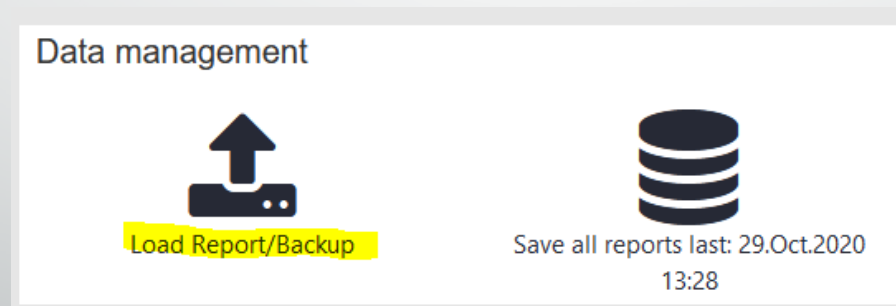 Data management
Load Report/Backup
Save all reports last: 29.Oct.2020
13:28